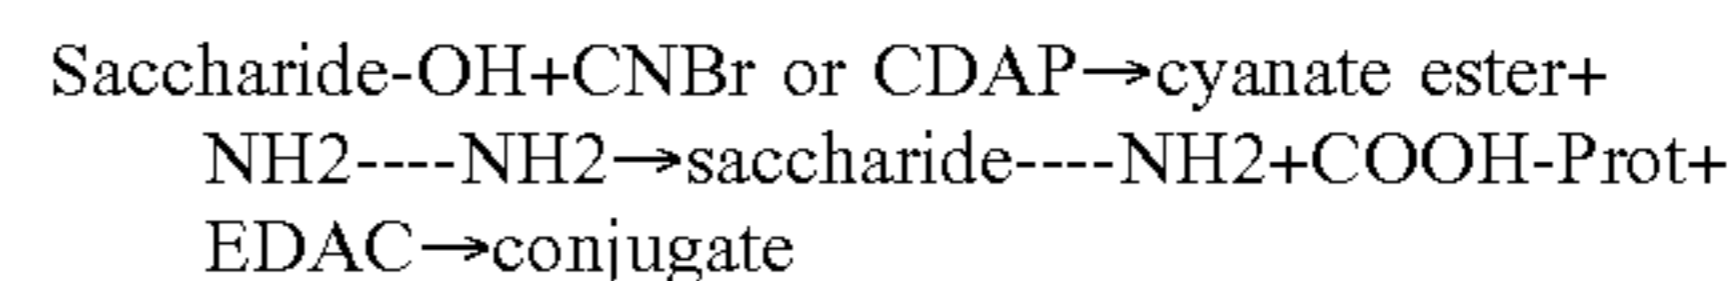 Saccharide-OH+CNBr or CDAP→cyanate ester+
NH2----NH2→saccharide----NH2+COOH-Prot+
EDAC→conjugate